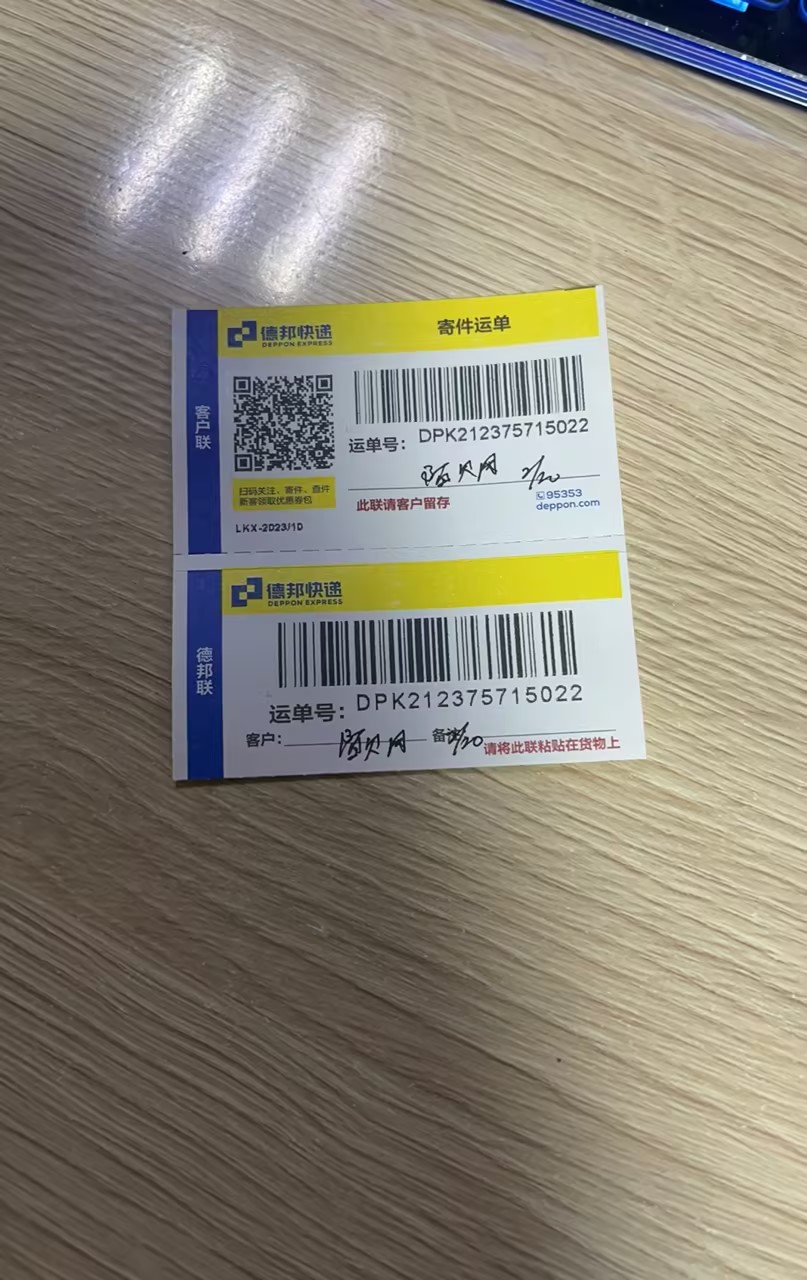 德邦快递
DEPPON EXPRESS
寄件运单
客户联
运单号：DPK212375715022
2/20
扫码关注、寄件、查件
新客领取优惠券包
此联请客户留存
95353
deppon.com
LKX-2023/10
德邦快递
DEPPON EXPRESS
德邦联
运单号：DPK212375715022
客户：
请将此联粘贴在货物上